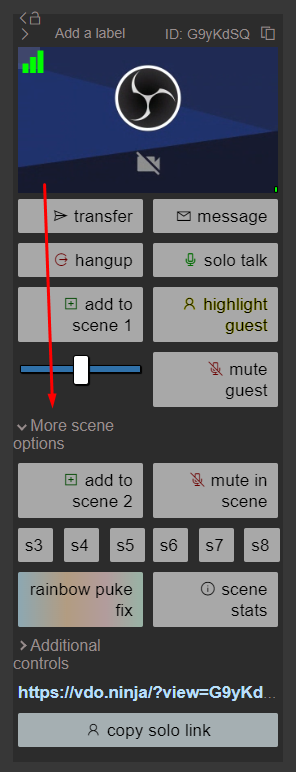 Add a label
ID: G9yKdSQ
transfer
message
hangup
solo talk
add to
scene 1
highlight
guest
mute
guest
More scene
options
add to
scene 2
mute in
scene
s3 s4 s5 s6 s7 s8
rainbow puke
fix
scene
stats
Additional
controls
https://vdo.ninja/?view=G9yKd...
copy solo link